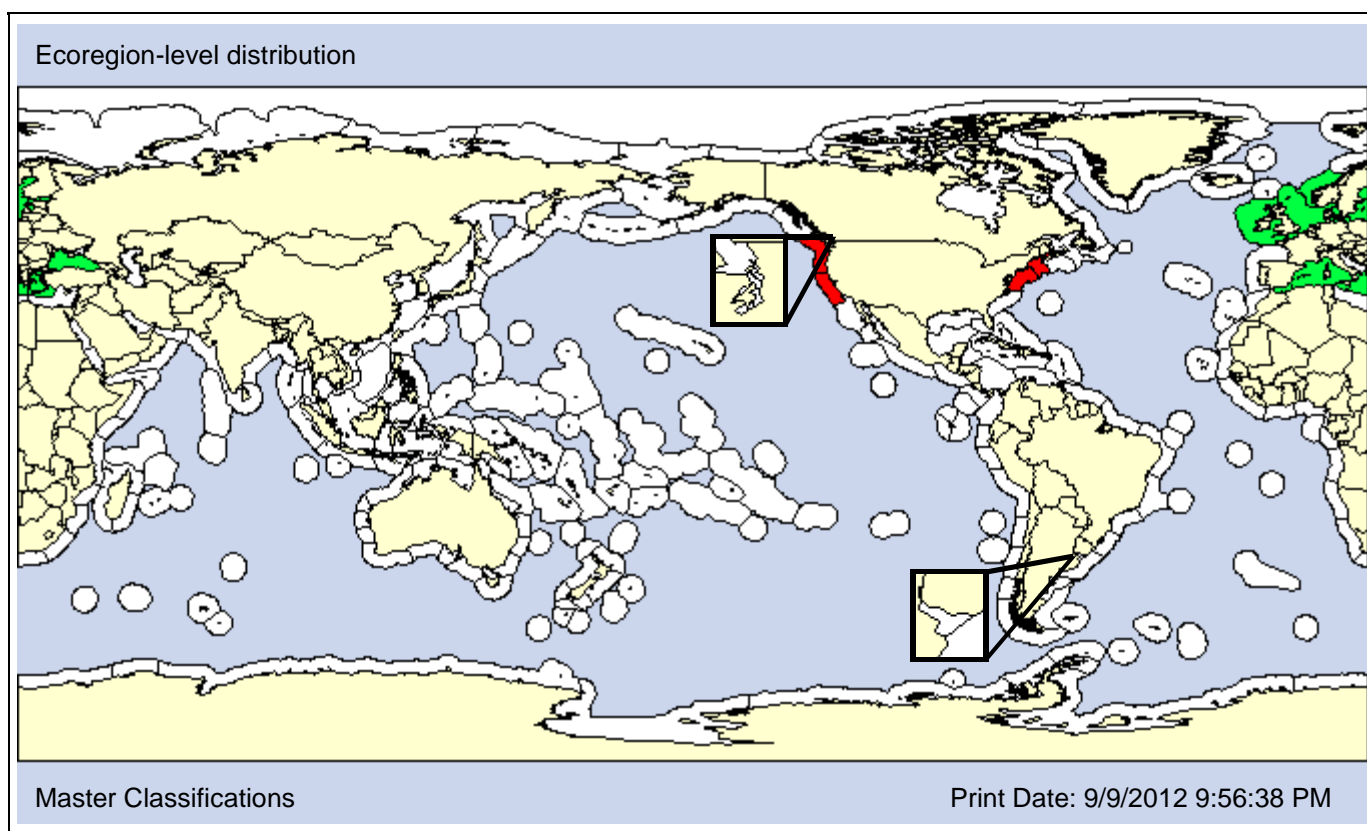 Ecoregion-level distribution
Master Classifications
Print Date: 9/9/2012 9:56:38 PM